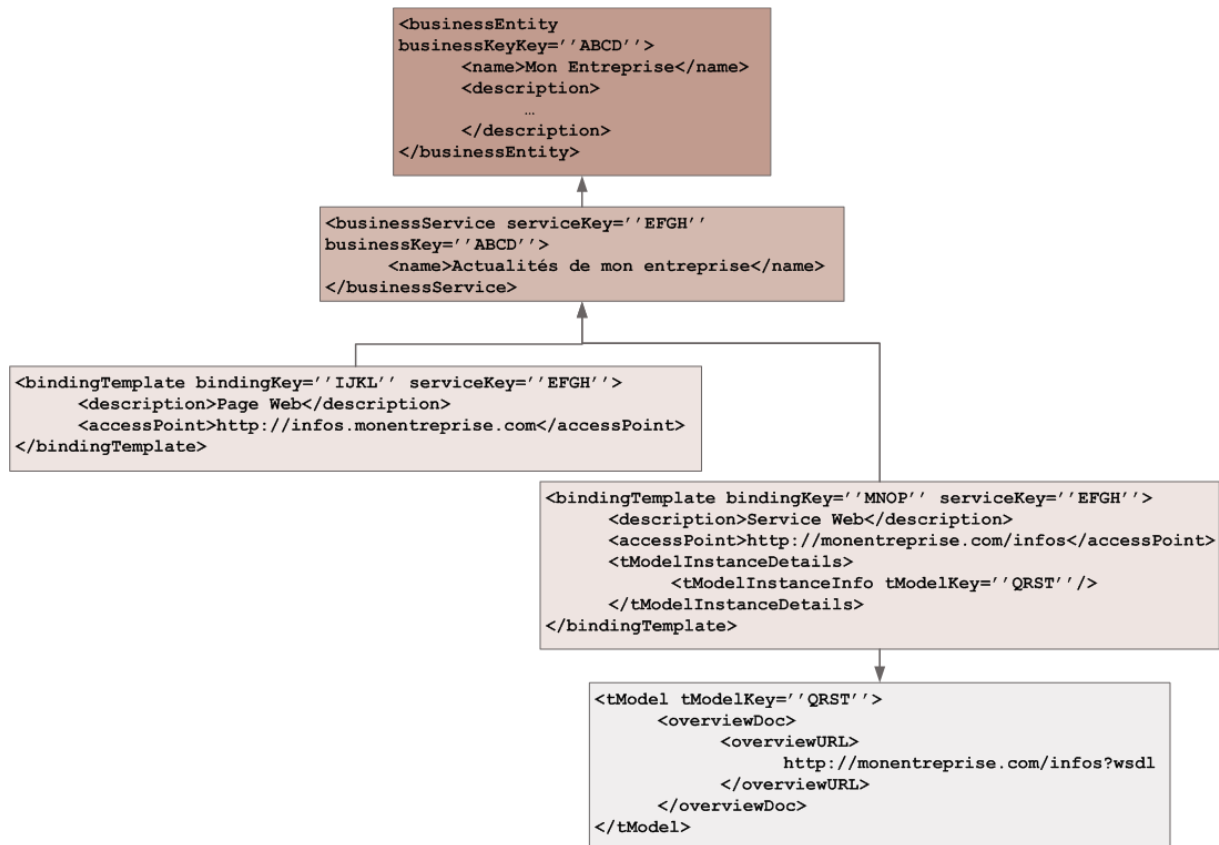 <businessEntity
businessKeyKey=''ABCD''>
<name>Mon Entreprise</name>
<description>
…
</description>
</businessEntity>
<businessService serviceKey=''EFGH''
businessKey=''ABCD''>
<name>Actualités de mon entreprise</name>
</businessService>
<bindingTemplate bindingKey=''IJKL'' serviceKey=''EFGH''>
<description>Page Web</description>
<accessPoint>http://infos.monentreprise.com</accessPoint>
</bindingTemplate>
<bindingTemplate bindingKey=''MNOP'' serviceKey=''EFGH''>
<description>Service Web</description>
<accessPoint>http://monentreprise.com/infos</accessPoint>
<tModelInstanceDetails>
<tModelInstanceInfo tModelKey=''QRST''/>
</tModelInstanceDetails>
</bindingTemplate>
<tModel tModelKey=''QRST''>
<overviewDoc>
<overviewURL>
http://monentreprise.com/infos?wsdl
</overviewURL>
</overviewDoc>
</tModel>